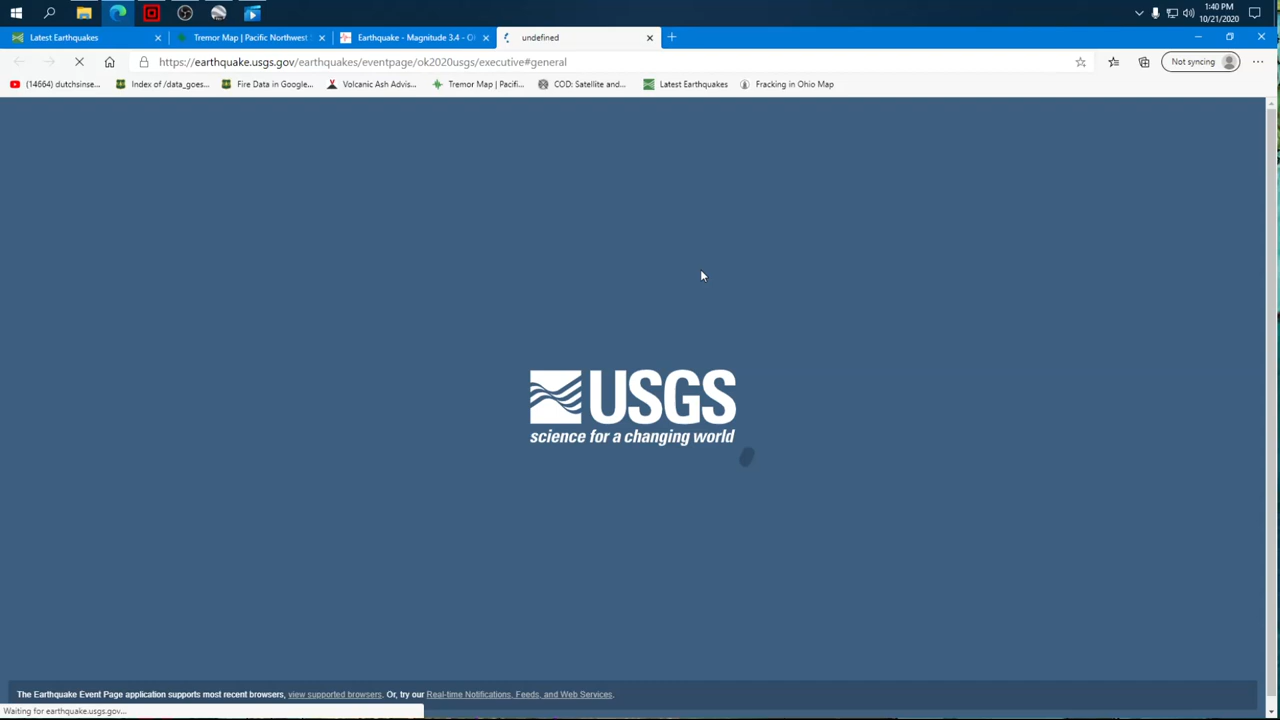 1:40 PM
10/21/2020
Latest Earthquakes
Tremor Map | Pacific Northwest S
Earthquake - Magnitude 3.4 - O
undefined
https://earthquake.usgs.gov/earthquakes/eventpage/ok2020usgs/executive#general
Not syncing
(14664) dutchsinse...
Index of /data_goes...
Fire Data in Google...
Volcanic Ash Advis...
Tremor Map | Pacifi...
COD: Satellite and...
Latest Earthquakes
Fracking in Ohio Map
USGS
science for a changing world
The Earthquake Event Page application supports most recent browsers, view supported browsers. Or, try our Real-time Notifications, Feeds, and Web Services.
Waiting for earthquake.usgs.gov...